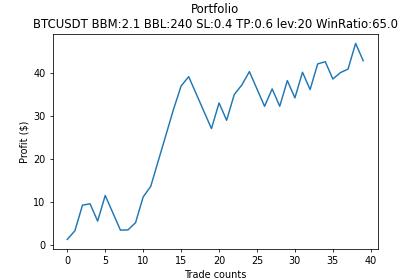 Portfolio
BTCUSDT BBM:2.1 BBL:240 SL:0.4 TP:0.6 lev:20 WinRatio:65.0
40
30
20
10
0
Profit ($)
0 5 10 15 20 25 30 35 40
Trade counts